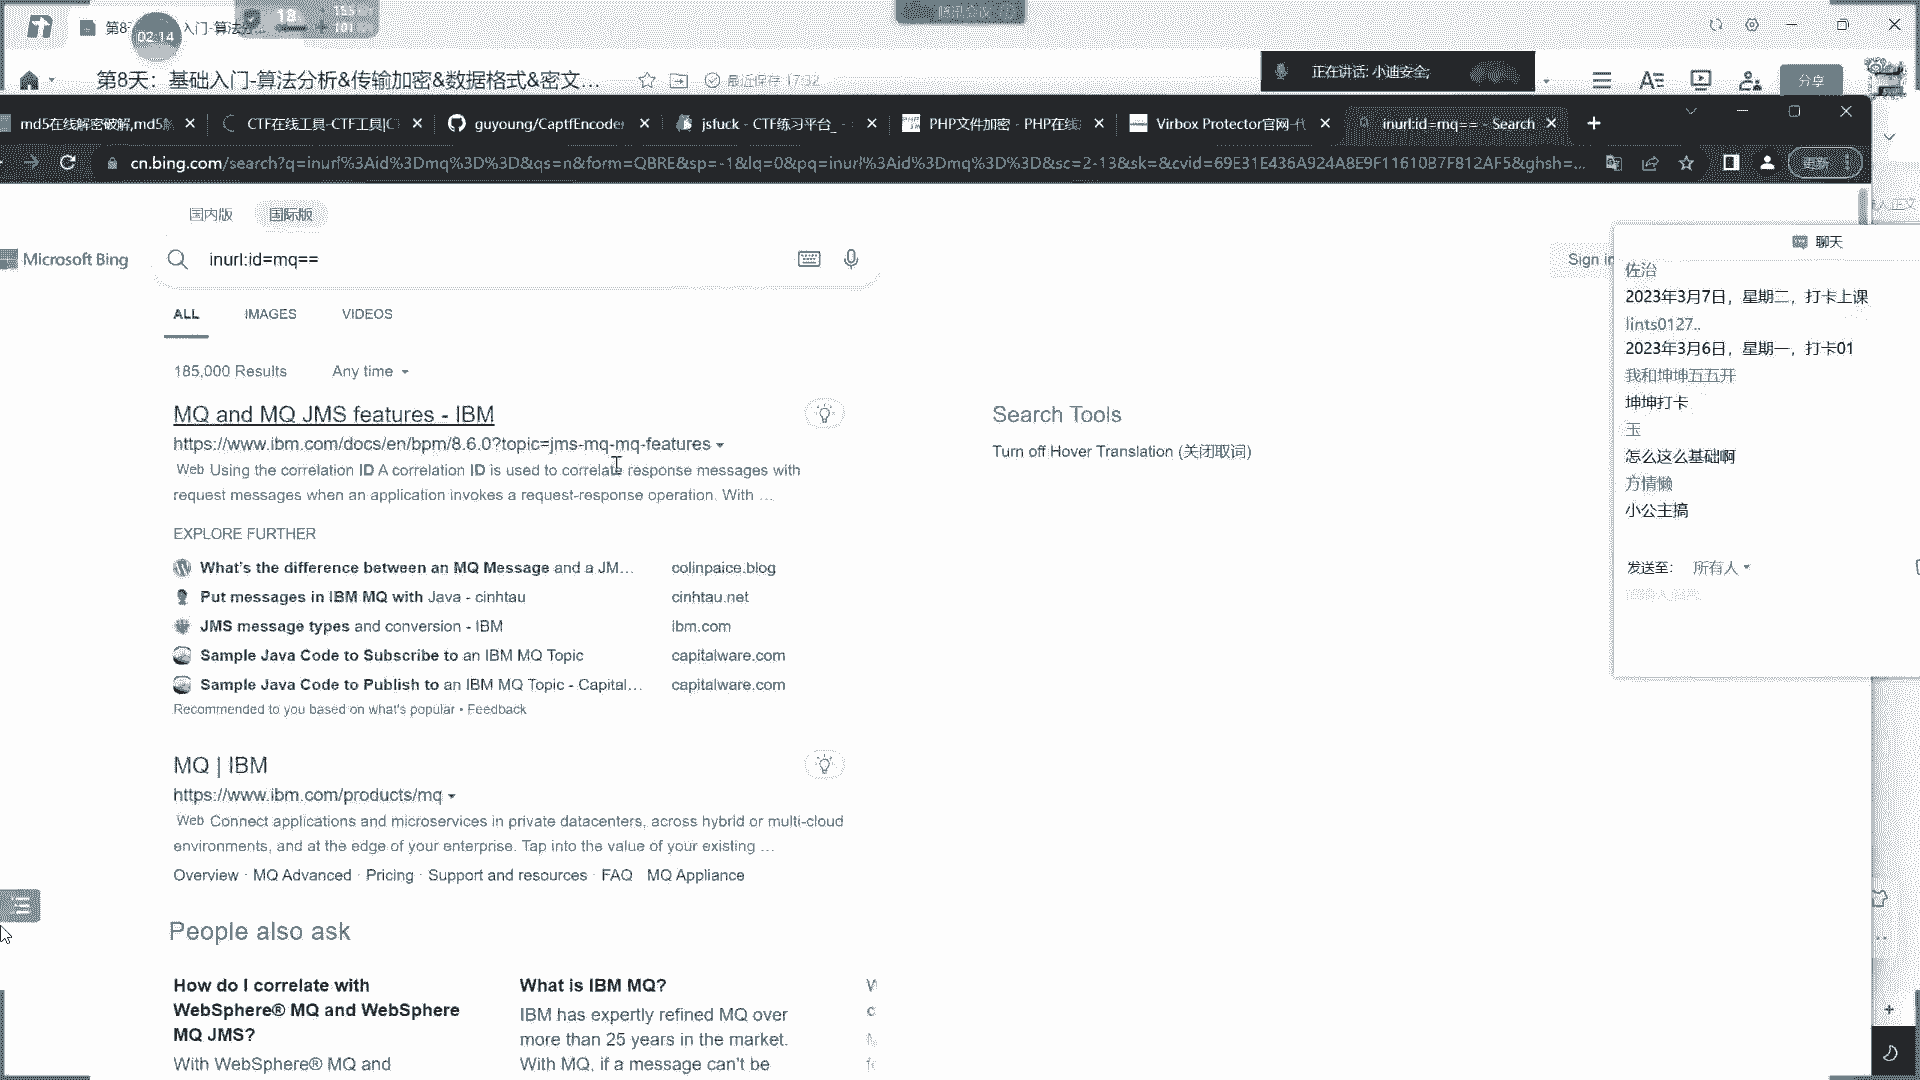 02:14
第8天：基础入门-算法分析&传输加密&数据格式&密文…
最近保存 17:32
正在讲话: 小迪安全;
分享
md5在线解密破解,md5解
CTF在线工具-CTF工具|C
guyoung/CaptfEncoder
jsfuck - CTF练习平台_ -
PHP文件加密 - PHP在线
Virbox Protector官网-代
inurl:id=mq== - Search
cn.bing.com/search?q=inurl%3Aid%3Dmq%3D%3D&qs=n&form=QBRE&sp=-1&lq=0&pq=inurl%3Aid%3Dmq%3D%3D&sc=2-13&sk=&cvid=69E31E436A924A8E9F11610B7F812AF5&ghsh=...
更新
国内版
国际版
Microsoft Bing
inurl:id=mq==
Sign in
ALL
IMAGES
VIDEOS
185,000 Results
Any time
MQ and MQ JMS features - IBM
https://www.ibm.com/docs/en/bpm/8.6.0?topic=jms-mq-mq-features
Web Using the correlation ID A correlation ID is used to correlate response messages with
request messages when an application invokes a request-response operation. With …
EXPLORE FURTHER
What's the difference between an MQ Message and a JM…
colinpaice.blog
Put messages in IBM MQ with Java - cinhtau
cinhtau.net
JMS message types and conversion - IBM
ibm.com
Sample Java Code to Subscribe to an IBM MQ Topic
capitalware.com
Sample Java Code to Publish to an IBM MQ Topic - Capital…
capitalware.com
Recommended to you based on what's popular • Feedback
MQ | IBM
https://www.ibm.com/products/mq
Web Connect applications and microservices in private datacenters, across hybrid or multi-cloud
environments, and at the edge of your enterprise. Tap into the value of your existing …
Overview · MQ Advanced · Pricing · Support and resources · FAQ · MQ Appliance
People also ask
How do I correlate with
WebSphere® MQ and WebSphere
MQ JMS?
With WebSphere® MQ and
What is IBM MQ?
IBM has expertly refined MQ over
more than 25 years in the market.
With MQ, if a message can't be
Search Tools
Turn off Hover Translation (关闭取词)
聊天
佐治
2023年3月7日，星期二，打卡上课
lints0127..
2023年3月6日，星期一，打卡01
我和坤坤五五开
坤坤打卡
玉
怎么这么基础啊
方情懒
小公主搞
发送至:
所有人